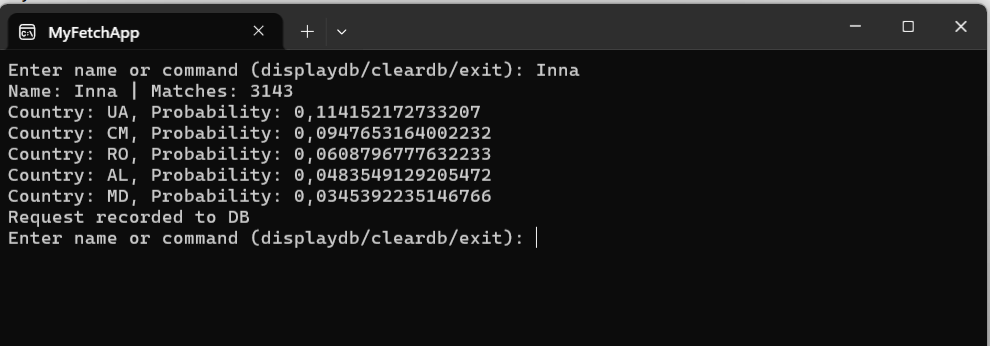 MyFetchApp
Enter name or command (displaydb/cleardb/exit): Inna
Name: Inna | Matches: 3143
Country: UA, Probability: 0,114152172733207
Country: CM, Probability: 0,0947653164002232
Country: RO, Probability: 0,0608796777632233
Country: AL, Probability: 0,0483549129205472
Country: MD, Probability: 0,0345392235146766
Request recorded to DB
Enter name or command (displaydb/cleardb/exit):